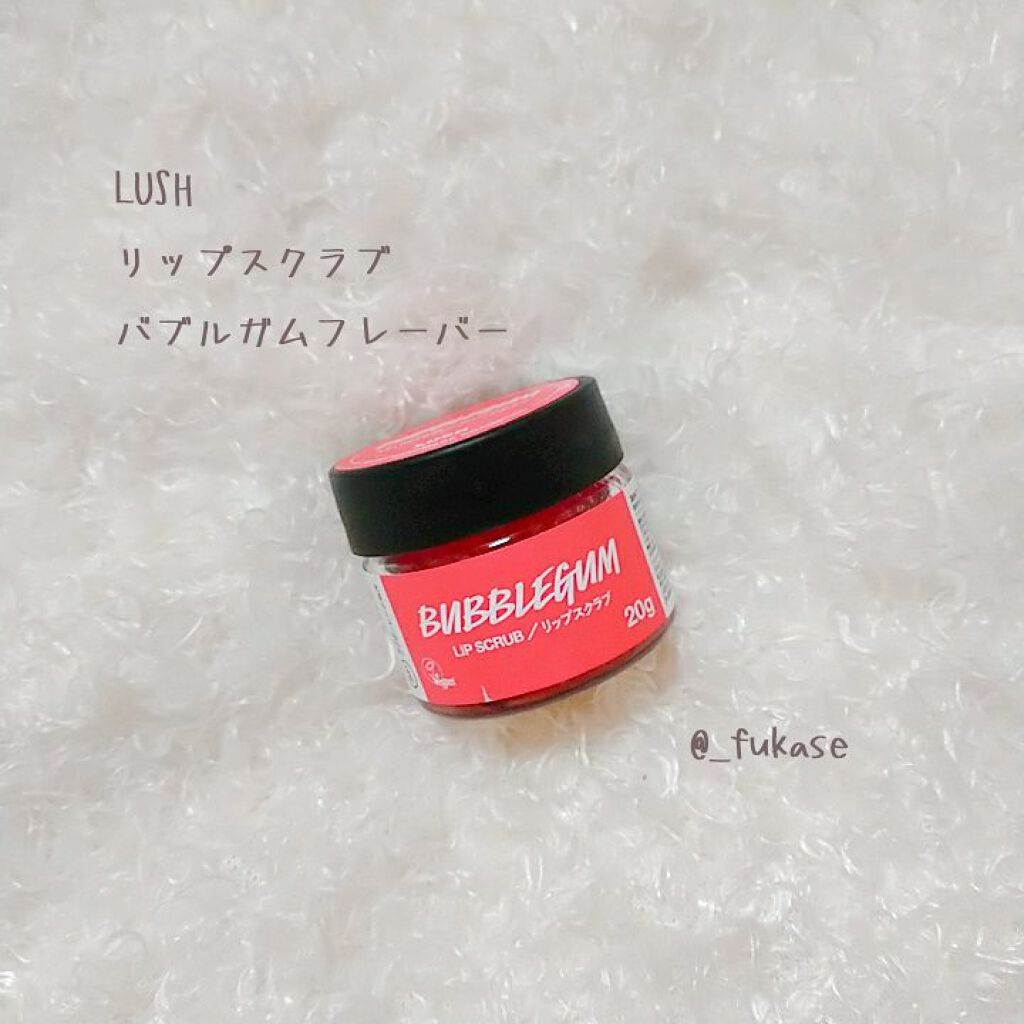 LUSH
リップスクラブ
バブルガムフレーバー
BUBBLEGUM
LIP SCRUB／リップスクラブ
20g
@_fukase